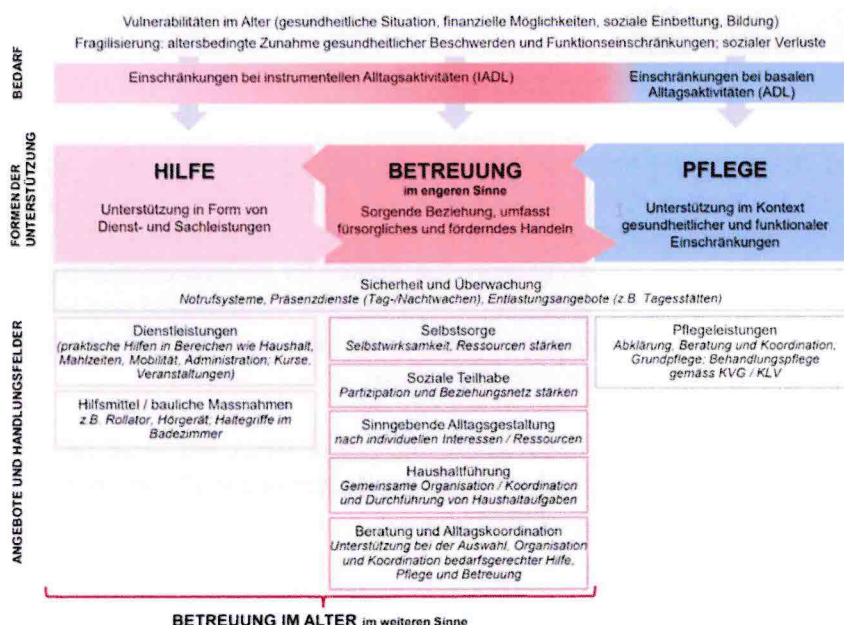 Vulnerabilitäten im Alter (gesundheitliche Situation, finanzielle Möglichkeiten, soziale Einbettung, Bildung)
Fragilisierung: altersbedingte Zunahme gesundheitlicher Beschwerden und Funktionseinschränkungen; sozialer Verluste
BEDARF
Einschränkungen bei instrumentellen Alltagsaktivitäten (IADL)
Einschränkungen bei basalen
Alltagsaktivitäten (ADL)
FORMEN DER
UNTERSTÜTZUNG
HILFE
Unterstützung in Form von
Dienst- und Sachleistungen
BETREUUNG
im engeren Sinne
Sorgende Beziehung, umfasst
fürsorgliches und förderndes Handeln
PFLEGE
Unterstützung im Kontext
gesundheitlicher und funktionaler
Einschränkungen
ANGEBOTE UND HANDLUNGSFELDER
Sicherheit und Überwachung
Notrufsysteme, Präsenzdienste (Tag-/Nachtwachen), Entlastungsangebote (z.B. Tagesstätten)
Dienstleistungen
(praktische Hilfen in Bereichen wie Haushalt,
Mahlzeiten, Mobilität, Administration; Kurse,
Veranstaltungen)
Hilfsmittel / bauliche Massnahmen
z.B. Rollator, Hörgerät, Haltegriffe im
Badezimmer
Selbstsorge
Selbstwirksamkeit, Ressourcen stärken
Soziale Teilhabe
Partizipation und Beziehungsnetz stärken
Sinngebende Alltagsgestaltung
nach individuellen Interessen / Ressourcen
Haushaltführung
Gemeinsame Organisation / Koordination
und Durchführung von Haushaltaufgaben
Beratung und Alltagskoordination
Unterstützung bei der Auswahl, Organisation
und Koordination bedarfsgerechter Hilfe,
Pflege und Betreuung
Pflegeleistungen
Abklärung, Beratung und Koordination;
Grundpflege; Behandlungspflege
gemäss KVG / KLV
BETREUUNG IM ALTER im weiteren Sinne